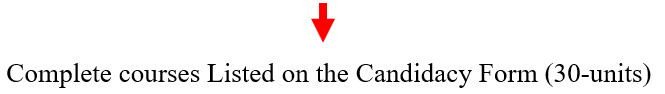 Complete courses Listed on the Candidacy Form (30-units)